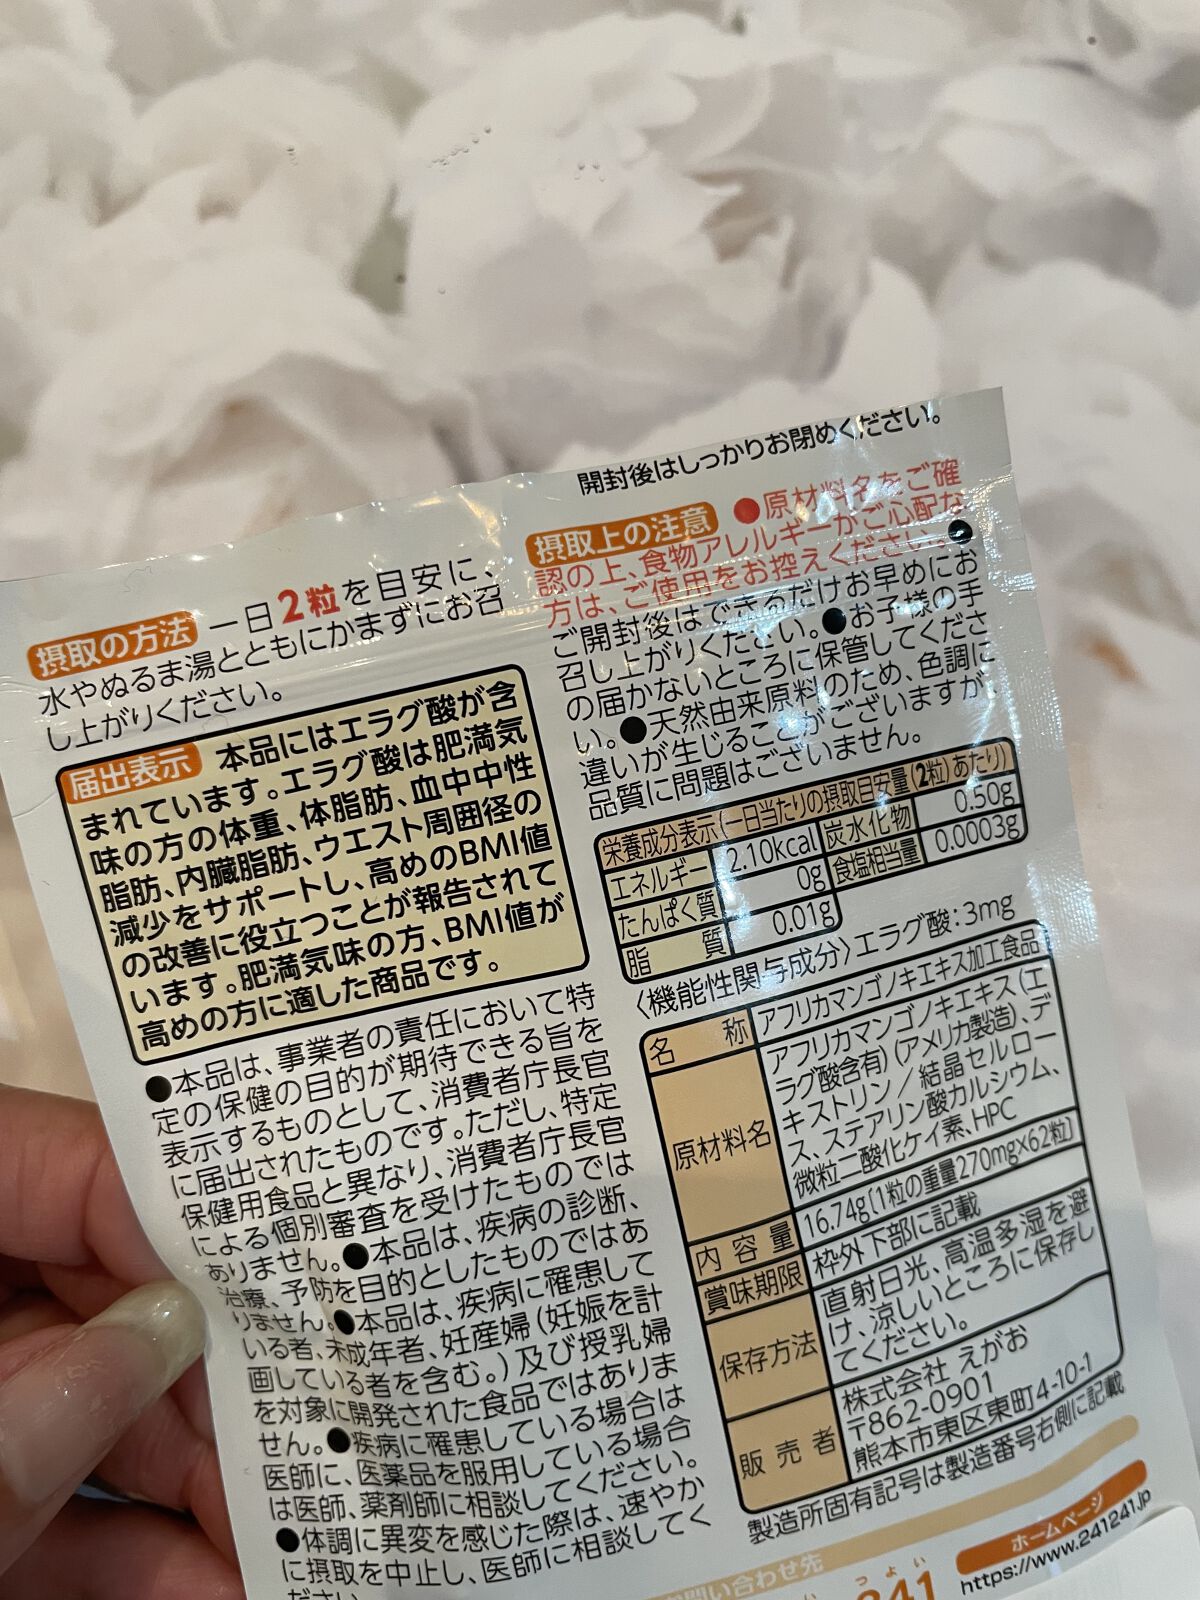 開封後はしっかりお閉めください。
摂取の方法 一日2粒を目安に、
水やぬるま湯とともにかまずにお召
し上がりください。
届出表示 本品にはエラグ酸が含
まれています。エラグ酸は肥満気
味の方の体重、体脂肪、血中中性
脂肪、内臓脂肪、ウエスト周囲径の
減少をサポートし、高めのBMI値
の改善に役立つことが報告されて
います。肥満気味の方、BMI値が
高めの方に適した商品です。
●本品は、事業者の責任において特
定の保健の目的が期待できる旨を
表示するものとして、消費者庁長官
に届出されたものです。ただし、特定
保健用食品と異なり、消費者庁長官
による個別審査を受けたものでは
ありません。●本品は、疾病の診断、
治療、予防を目的としたものではあ
りません。●本品は、疾病に罹患して
いる者、未成年者、妊産婦(妊娠を計
画している者を含む。)及び授乳婦
を対象に開発された食品ではありま
せん。●疾病に罹患している場合は
医師に、医薬品を服用している場合
は医師、薬剤師に相談してください。
●体調に異変を感じた際は、速やか
に摂取を中止し、医師に相談してく
ださい。
摂取上の注意 ●原材料名をご確
認の上、食物アレルギーがご心配な
方は、ご使用をお控えください。●
ご開封後はできるだけお早めにお
召し上がりください。●お子様の手
の届かないところに保管してくださ
い。●天然由来原料のため、色調に
違いが生じることがございますが、
品質に問題はございません。
栄養成分表示(一日当たりの摂取目安量(2粒)あたり)
エネルギー 2.10kcal 炭水化物 0.50g
たんぱく質 0g 食塩相当量 0.0003g
脂質 0.01g
〈機能性関与成分〉エラグ酸:3mg
名称 アフリカマンゴノキエキス加工食品
原材料名 アフリカマンゴノキエキス(エ
ラグ酸含有)(アメリカ製造)、デ
キストリン/結晶セルロー
ス、ステアリン酸カルシウム、
微粒二酸化ケイ素、HPC
内容量 16.74g(1粒の重量270mg×62粒)
賞味期限 枠外下部に記載
保存方法 直射日光、高温多湿を避
け、涼しいところに保存し
てください。
販売者 株式会社 えがお
〒862-0901
熊本市東区東町4-10-1
製造所固有記号は製造番号右側に記載
お問い合わせ先
つよい
241
ホームページ
https://www.241241.jp